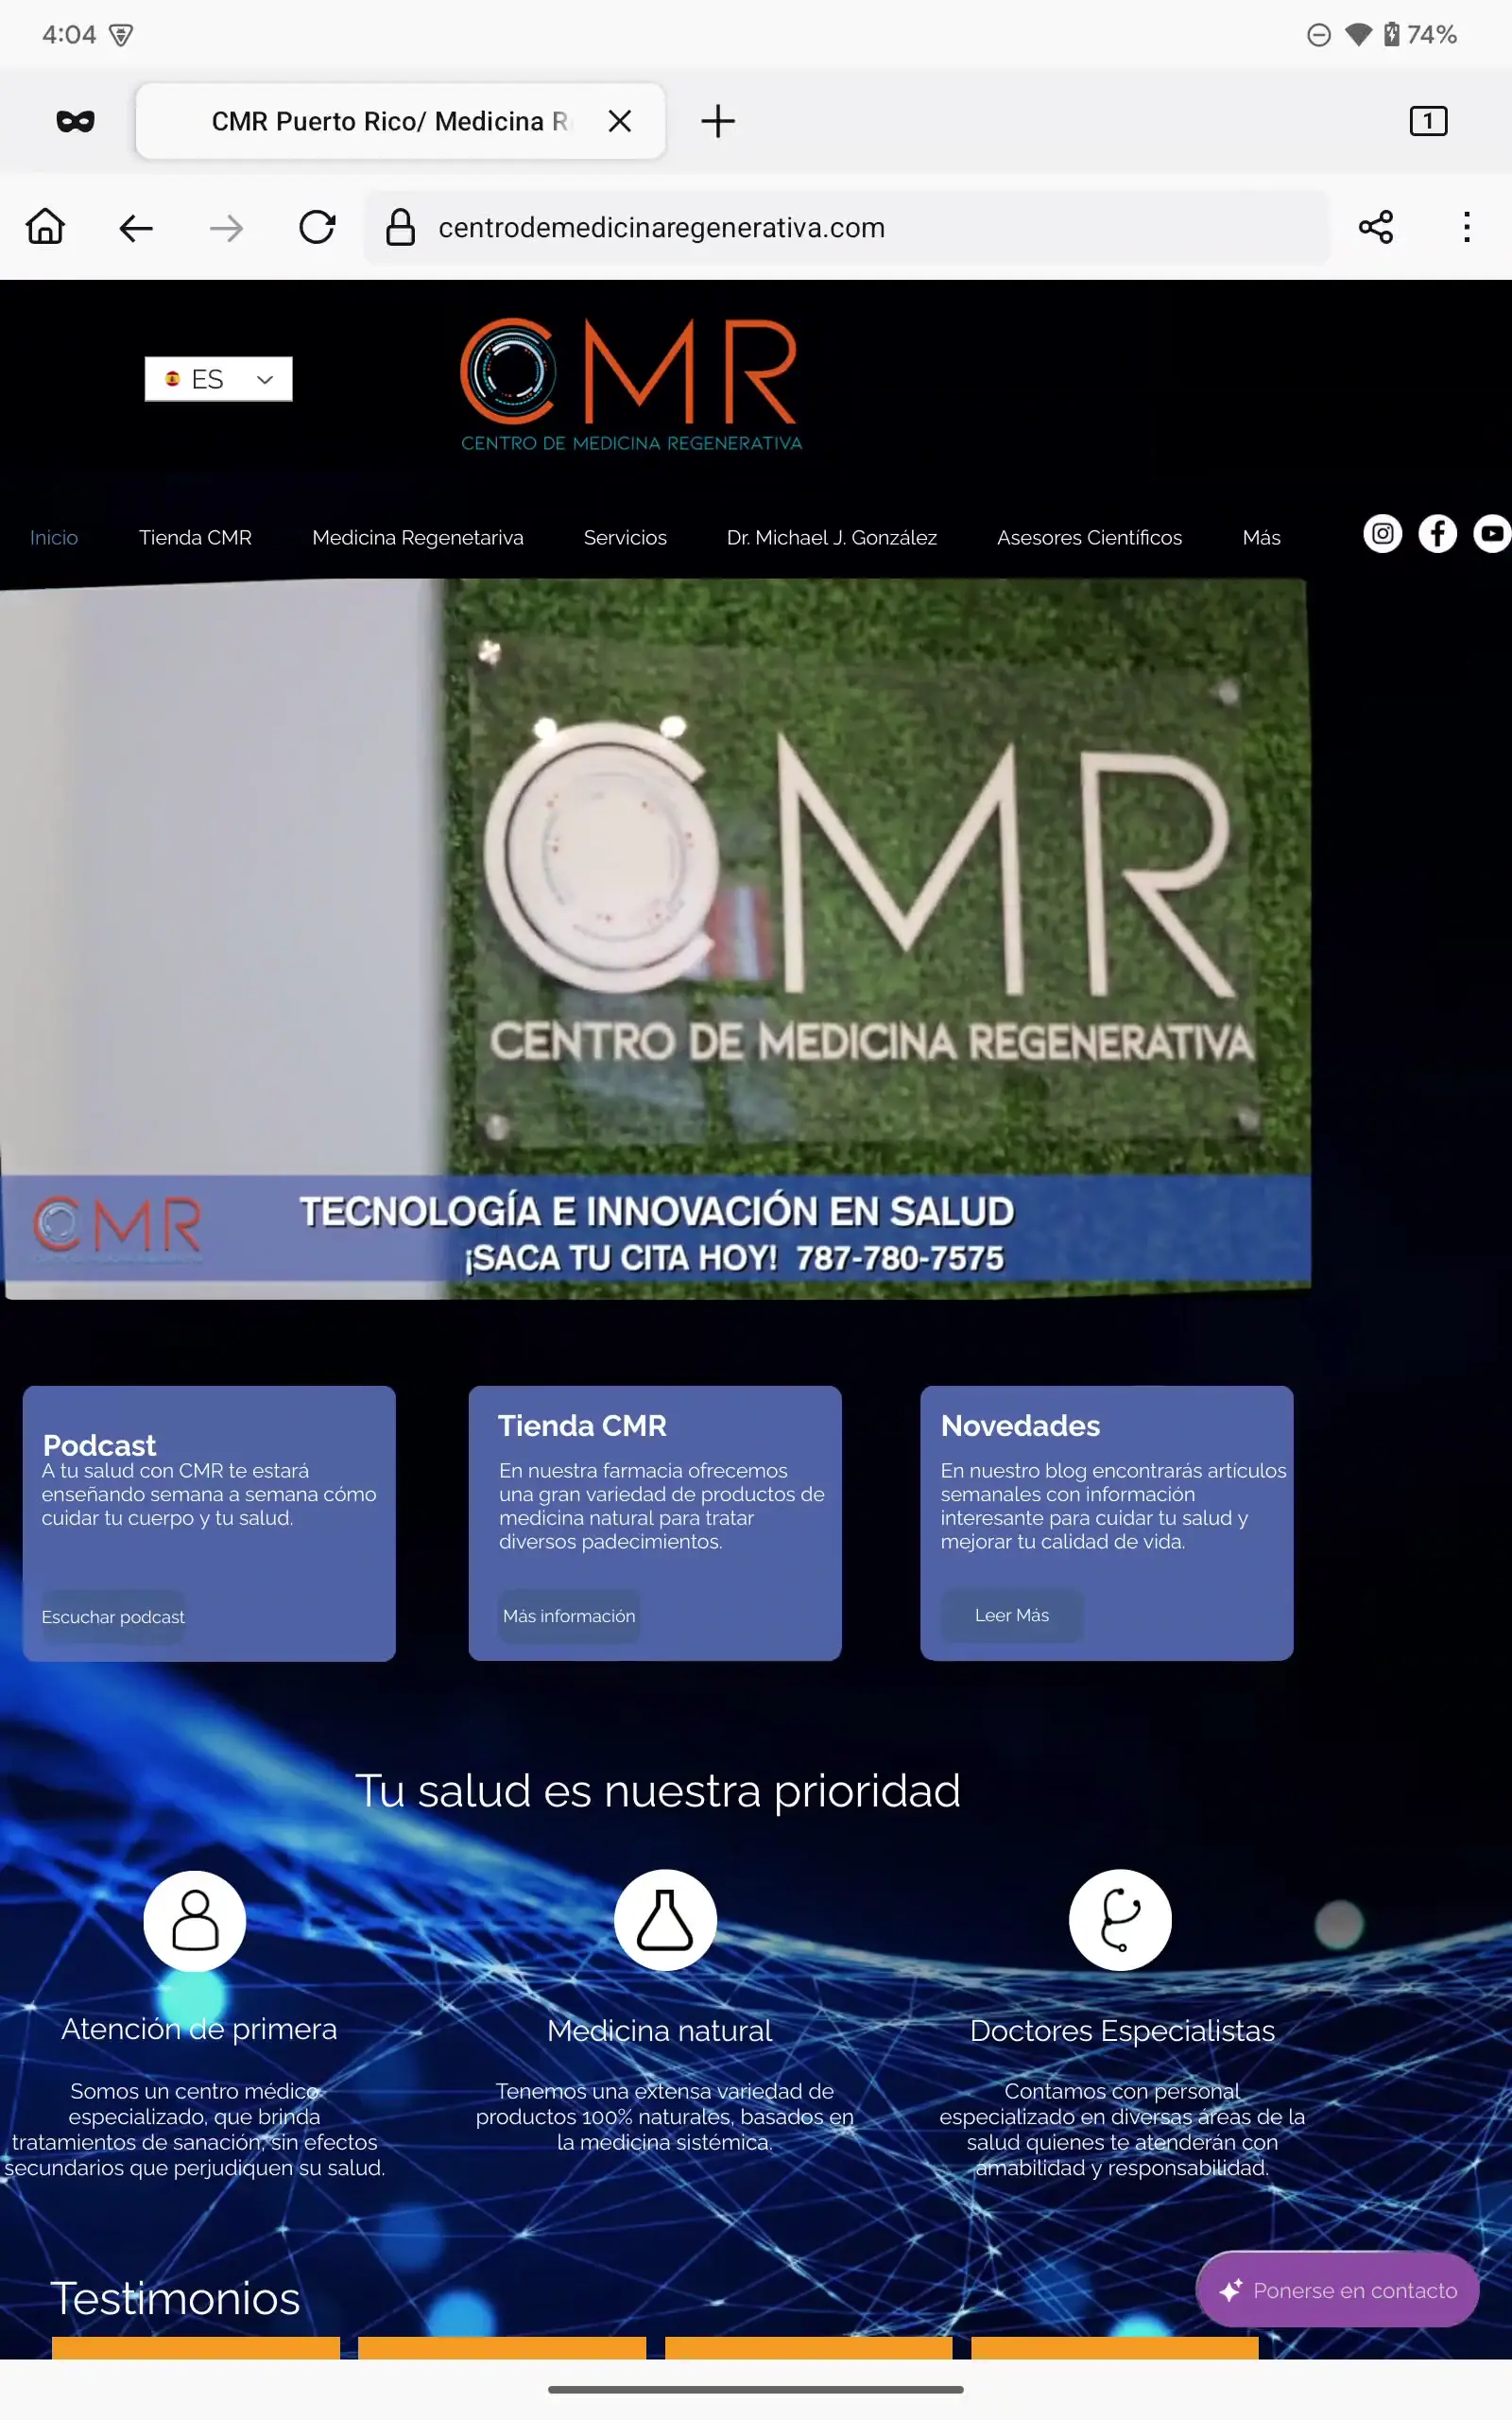 4:04
74%
CMR Puerto Rico/ Medicina R
1
centrodemedicinaregenerativa.com
ES
CMR
CENTRO DE MEDICINA REGENERATIVA
Inicio
Tienda CMR
Medicina Regenetariva
Servicios
Dr. Michael J. González
Asesores Científicos
Más
CMR
CENTRO DE MEDICINA REGENERATIVA
CMR
TECNOLOGÍA E INNOVACIÓN EN SALUD
¡SACA TU CITA HOY! 787-780-7575
Podcast
A tu salud con CMR te estará
enseñando semana a semana cómo
cuidar tu cuerpo y tu salud.
Escuchar podcast
Tienda CMR
En nuestra farmacia ofrecemos
una gran variedad de productos de
medicina natural para tratar
diversos padecimientos.
Más información
Novedades
En nuestro blog encontrarás artículos
semanales con información
interesante para cuidar tu salud y
mejorar tu calidad de vida.
Leer Más
Tu salud es nuestra prioridad
Atención de primera
Somos un centro médico
especializado, que brinda
tratamientos de sanación, sin efectos
secundarios que perjudiquen su salud.
Medicina natural
Tenemos una extensa variedad de
productos 100% naturales, basados en
la medicina sistémica.
Doctores Especialistas
Contamos con personal
especializado en diversas áreas de la
salud quienes te atenderán con
amabilidad y responsabilidad.
Testimonios
Ponerse en contacto